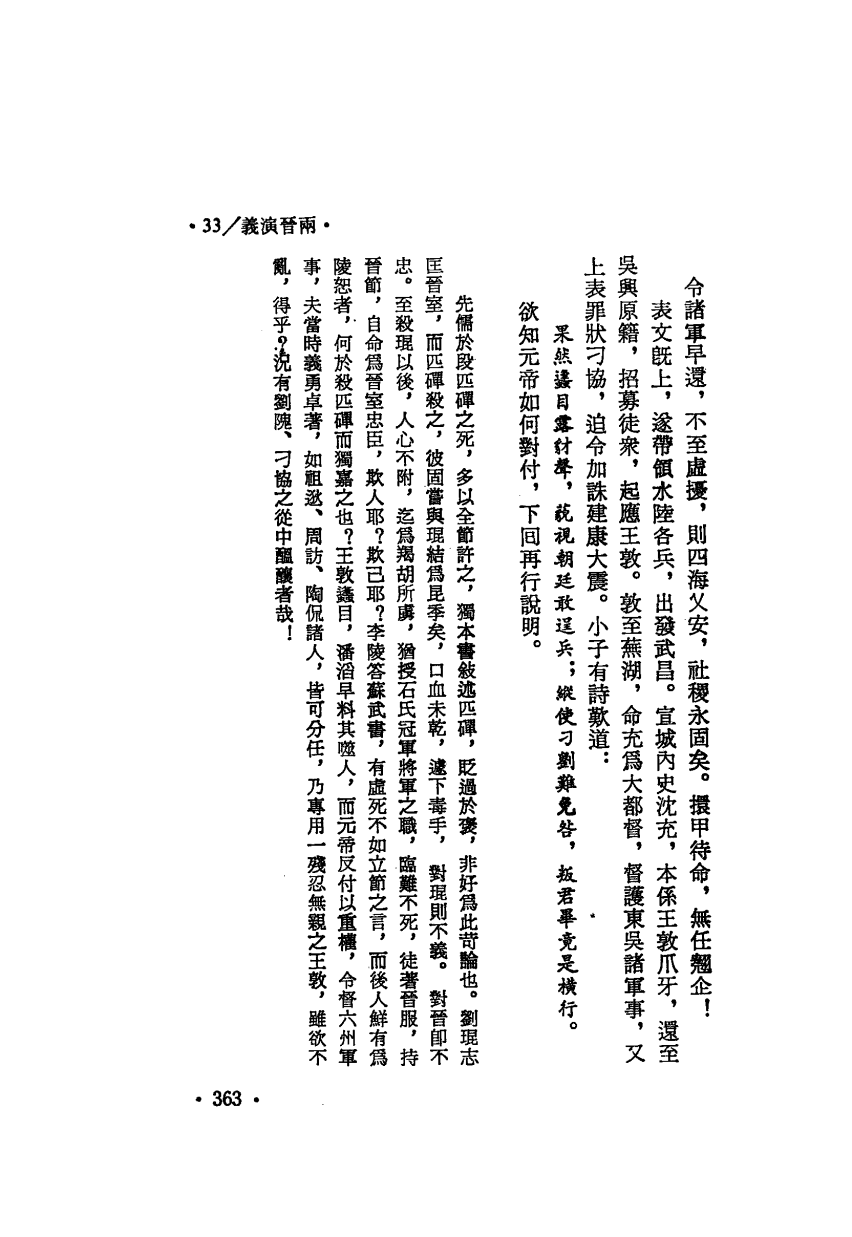 ·33/義演晉兩·
令諸軍早還，不至虛擾，則四海乂安，社稷永固矣。擐甲待命，無任翹企！
表文旣上，遂帶領水陸各兵，出發武昌。宣城內史沈充，本係王敦爪牙，還至
吳興原籍，招募徒衆，起應王敦。敦至蕪湖，命充爲大都督，督護東吳諸軍事，又
上表罪狀刁協，迫令加誅建康大震。小子有詩歎道：
果然蠭目露豺聲，藐視朝廷敢逞兵；縱使刁劉難免咎，叛君畢竟是橫行。
欲知元帝如何對付，下囘再行說明。
先儒於段匹磾之死，多以全節許之，獨本書敍述匹磾，貶過於褒，非好爲此苛論也。劉琨志
匡晉室，而匹磾殺之，彼固嘗與琨結爲昆季矣，口血未乾，遽下毒手，對琨則不義。對晉卽不
忠。至殺琨以後，人心不附，迄爲羯胡所虜，猶授石氏冠軍將軍之職，臨難不死，徒著晉服，持
晉節，自命爲晉室忠臣，欺人耶？欺己耶？李陵答蘇武書，有虛死不如立節之言，而後人鮮有爲
陵恕者，何於殺匹磾而獨嘉之也？王敦蠭目，潘滔早料其噬人，而元帝反付以重權，令督六州軍
事，夫當時義勇卓著，如祖逖、周訪、陶侃諸人，皆可分任，乃專用一殘忍無親之王敦，雖欲不
亂，得乎？況有劉隗、刁協之從中醞釀者哉！
·363·